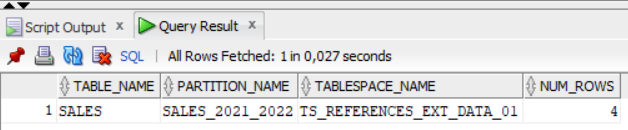 Script Output x Query Result x
SQL | All Rows Fetched: 1 in 0,027 seconds
TABLE_NAME PARTITION_NAME TABLESPACE_NAME NUM_ROWS
1 SALES SALES_2021_2022 TS_REFERENCES_EXT_DATA_01 4